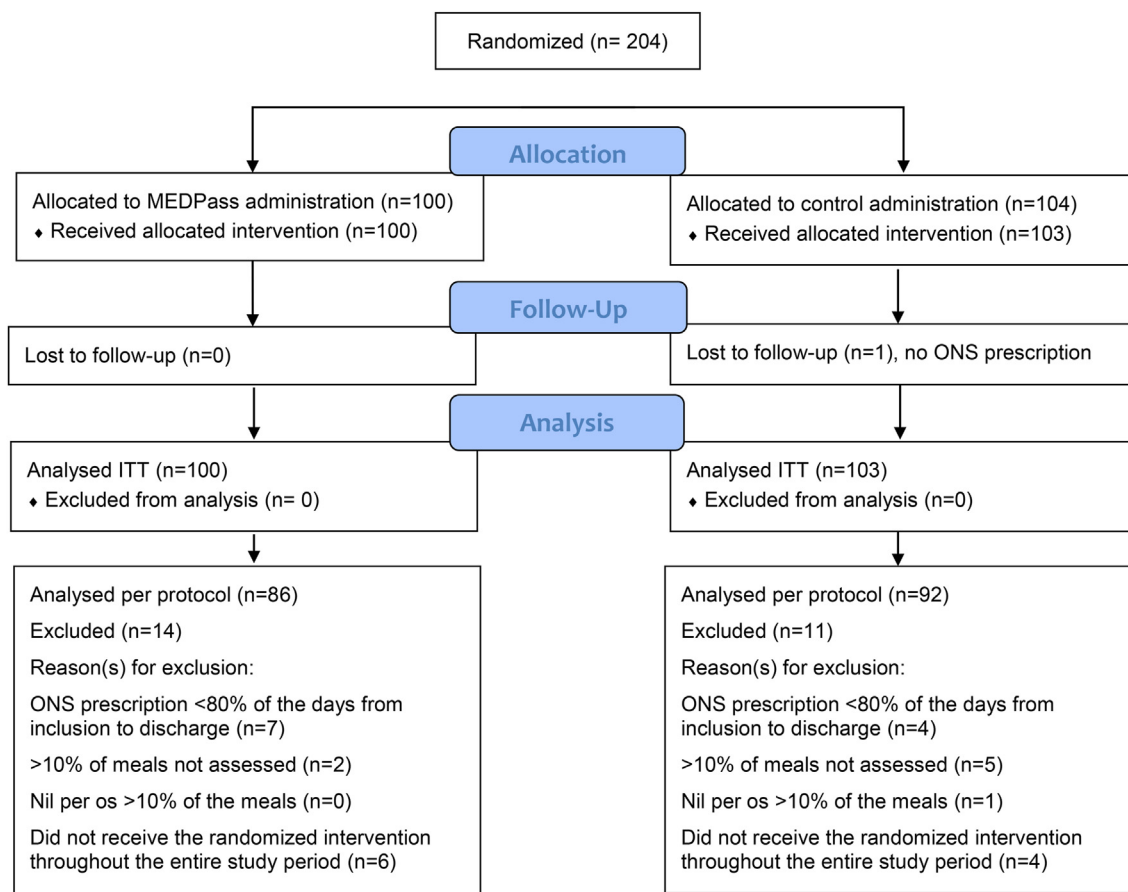 Randomized (n= 204)
Allocation
Allocated to MEDPass administration (n=100)
♦ Received allocated intervention (n=100)
Allocated to control administration (n=104)
♦ Received allocated intervention (n=103)
Follow-Up
Lost to follow-up (n=0)
Lost to follow-up (n=1), no ONS prescription
Analysis
Analysed ITT (n=100)
♦ Excluded from analysis (n= 0)
Analysed ITT (n=103)
♦ Excluded from analysis (n=0)
Analysed per protocol (n=86)
Excluded (n=14)
Reason(s) for exclusion:
ONS prescription <80% of the days from
inclusion to discharge (n=7)
>10% of meals not assessed (n=2)
Nil per os >10% of the meals (n=0)
Did not receive the randomized intervention
throughout the entire study period (n=6)
Analysed per protocol (n=92)
Excluded (n=11)
Reason(s) for exclusion:
ONS prescription <80% of the days from
inclusion to discharge (n=4)
>10% of meals not assessed (n=5)
Nil per os >10% of the meals (n=1)
Did not receive the randomized intervention
throughout the entire study period (n=4)